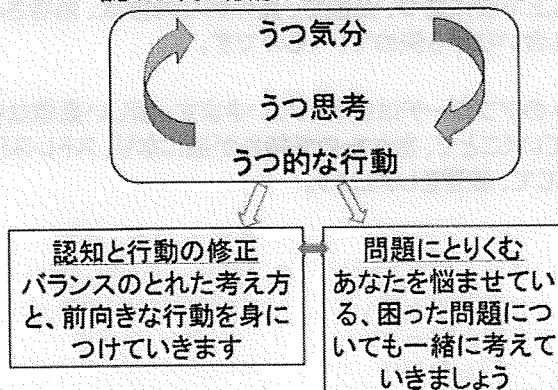 うつ気分
うつ思考
うつ的な行動
認知と行動の修正
バランスのとれた考え方
と、前向きな行動を身に
つけていきます
問題にとりくむ
あなたを悩ませてい
る、困った問題につ
いても一緒に考えて
いきましょう